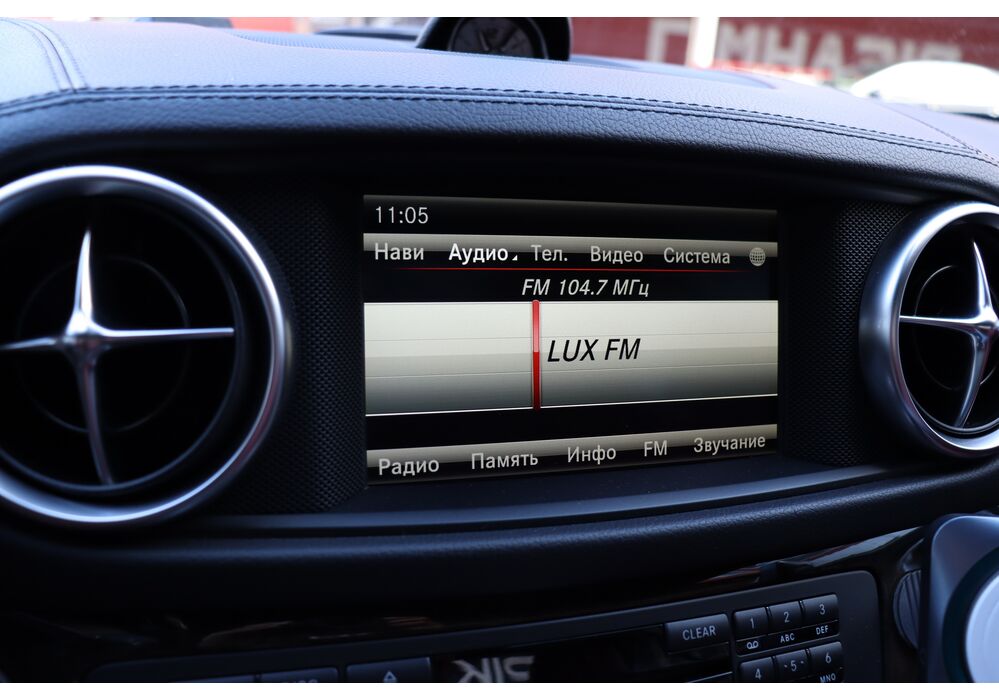 ГІМНАЗІЯ
11:05
Нави Аудио Тел. Видео Система
FM 104.7 МГц
LUX FM
Радио Память Инфо FM Звучание
CLEAR 1 2 ABC 3 DEF
4 5 6 MNO